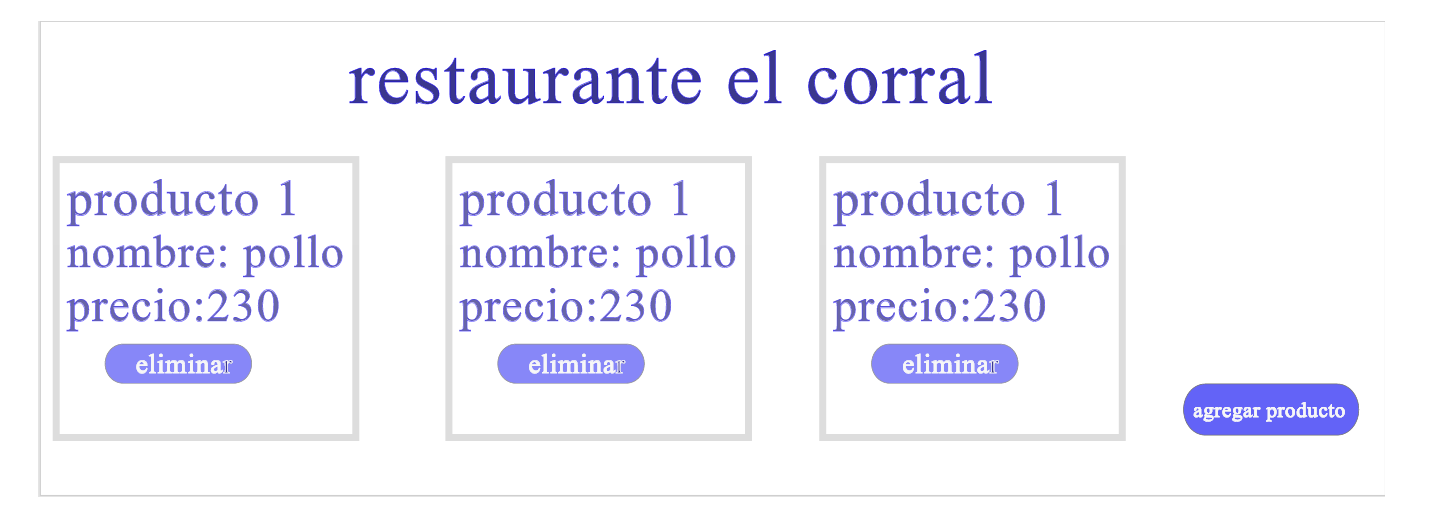 restaurante el corral
producto 1
nombre: pollo
precio:230
eliminar
producto 1
nombre: pollo
precio:230
eliminar
producto 1
nombre: pollo
precio:230
eliminar
agregar producto